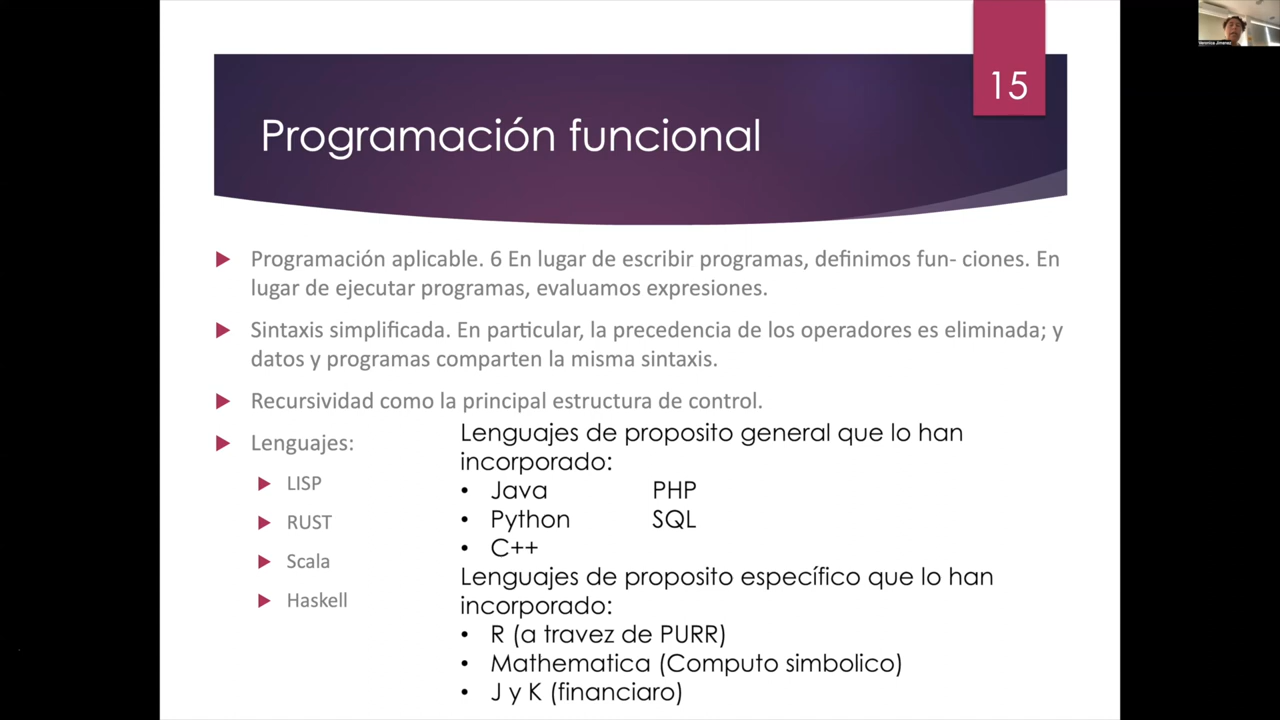 15
Programación funcional
Programación aplicable. 6 En lugar de escribir programas, definimos fun- ciones. En
lugar de ejecutar programas, evaluamos expresiones.
Sintaxis simplificada. En particular, la precedencia de los operadores es eliminada; y
datos y programas comparten la misma sintaxis.
Recursividad como la principal estructura de control.
Lenguajes:
LISP
RUST
Scala
Haskell
Lenguajes de proposito general que lo han
incorporado:
• Java PHP
• Python SQL
• C++
Lenguajes de proposito específico que lo han
incorporado:
• R (a travez de PURR)
• Mathematica (Computo simbolico)
• J y K (financiaro)